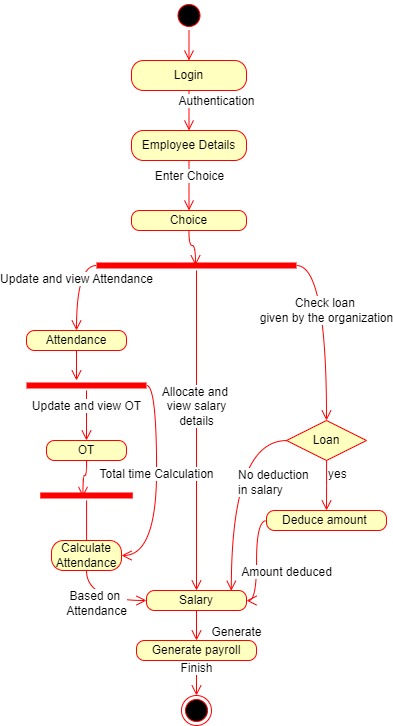 Login
Authentication
Employee Details
Enter Choice
Choice
Update and view Attendance
Check loan
given by the organization
Attendance
Allocate and
view salary
details
Update and view OT
Loan
OT
Total time Calculation
No deduction
in salary
yes
Deduce amount
Calculate
Attendance
Amount deduced
Based on
Attendance
Salary
Generate
Generate payroll
Finish